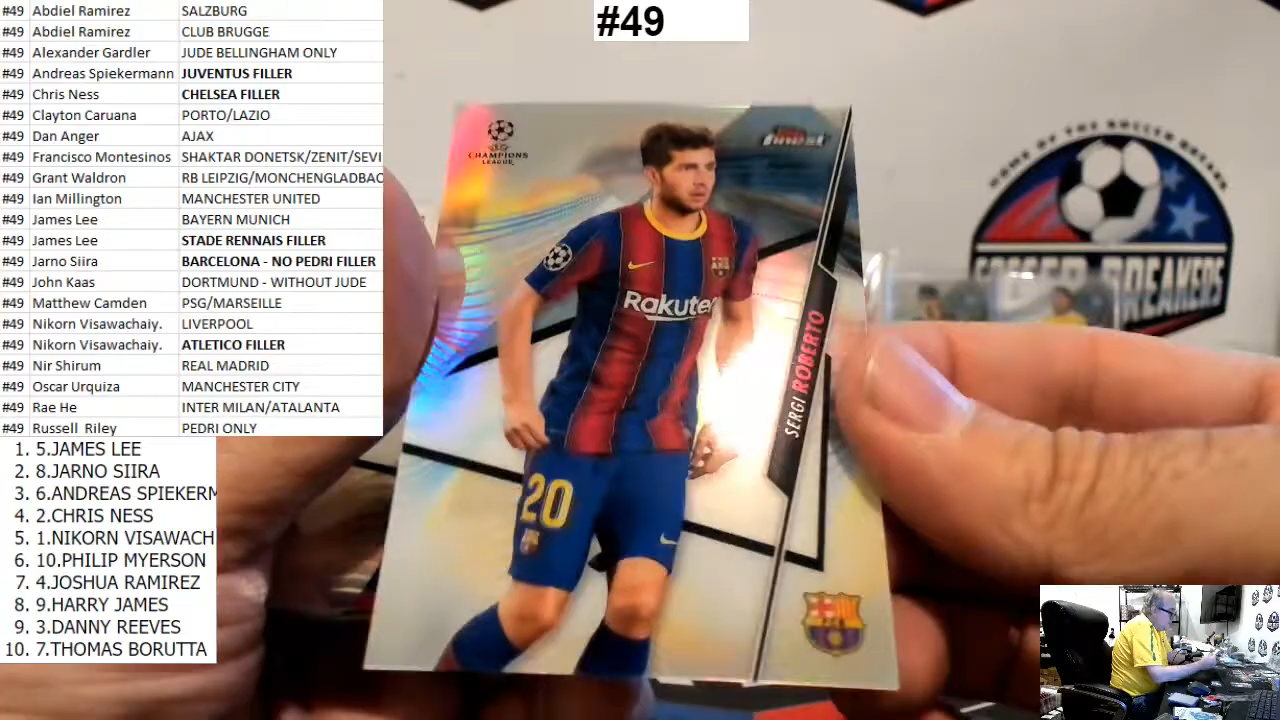 #49 Abdiel Ramirez SALZBURG
#49 Abdiel Ramirez CLUB BRUGGE
#49 Alexander Gardler JUDE BELLINGHAM ONLY
#49 Andreas Spiekermann JUVENTUS FILLER
#49 Chris Ness CHELSEA FILLER
#49 Clayton Caruana PORTO/LAZIO
#49 Dan Anger AJAX
#49 Francisco Montesinos SHAKTAR DONETSK/ZENIT/SEVI
#49 Grant Waldron RB LEIPZIG/MONCHENGLADBAC
#49 Ian Millington MANCHESTER UNITED
#49 James Lee BAYERN MUNICH
#49 James Lee STADE RENNAIS FILLER
#49 Jarno Siira BARCELONA - NO PEDRI FILLER
#49 John Kaas DORTMUND - WITHOUT JUDE
#49 Matthew Camden PSG/MARSEILLE
#49 Nikorn Visawachaiy. LIVERPOOL
#49 Nikorn Visawachaiy. ATLETICO FILLER
#49 Nir Shirum REAL MADRID
#49 Oscar Urquiza MANCHESTER CITY
#49 Rae He INTER MILAN/ATALANTA
#49 Russell Riley PEDRI ONLY
1. 5.JAMES LEE
2. 8.JARNO SIIRA
3. 6.ANDREAS SPIEKERM
4. 2.CHRIS NESS
5. 1.NIKORN VISAWACH
6. 10.PHILIP MYERSON
7. 4.JOSHUA RAMIREZ
8. 9.HARRY JAMES
9. 3.DANNY REEVES
10. 7.THOMAS BORUTTA
#49
CHAMPIONS
LEAGUE
finest
Rakuten
20
SERGI ROBERTO
HOME OF THE SOCCER BREAKS
SOCCER BREAKERS